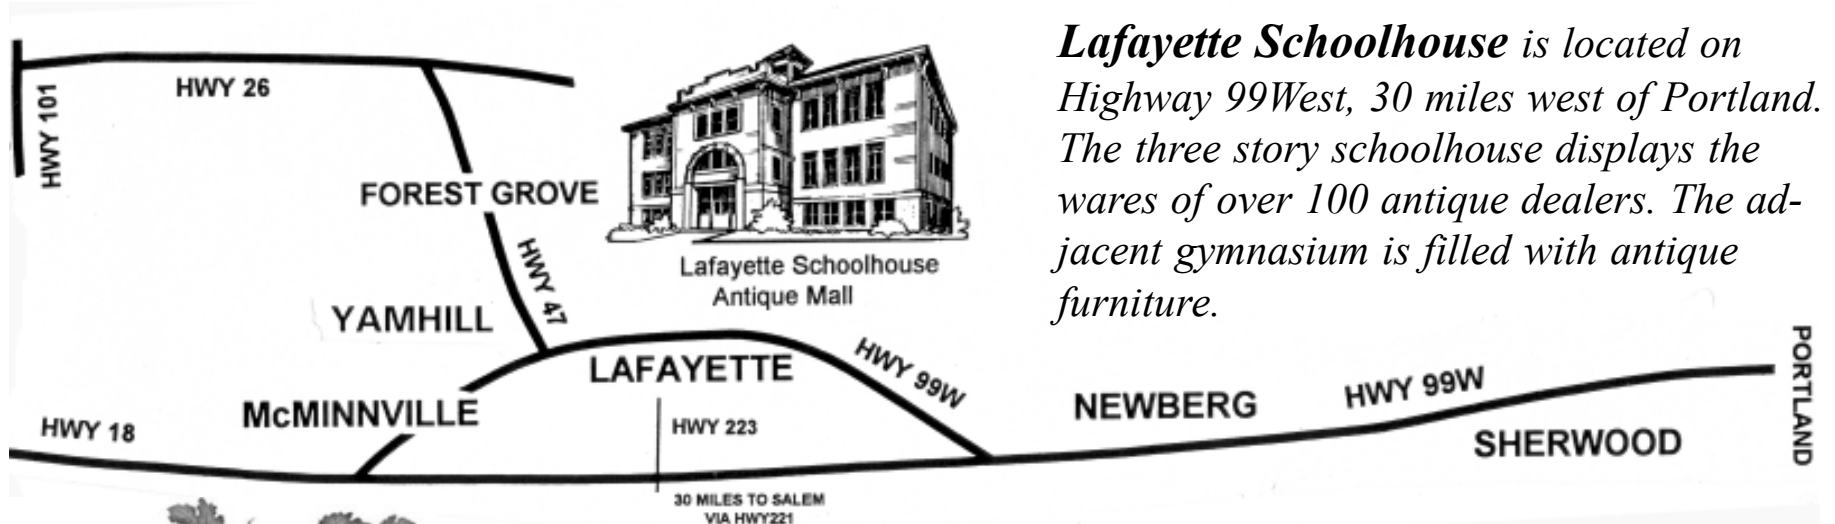 Lafayette Schoolhouse is located on
Highway 99West, 30 miles west of Portland.
The three story schoolhouse displays the
wares of over 100 antique dealers. The ad-
jacent gymnasium is filled with antique
furniture.
HWY 26
HWY 101
FOREST GROVE
HWY 47
Lafayette Schoolhouse
Antique Mall
YAMHILL
LAFAYETTE
HWY 99W
McMINNVILLE
HWY 18
HWY 223
30 MILES TO SALEM
VIA HWY221
NEWBERG
HWY 99W
SHERWOOD
PORTLAND